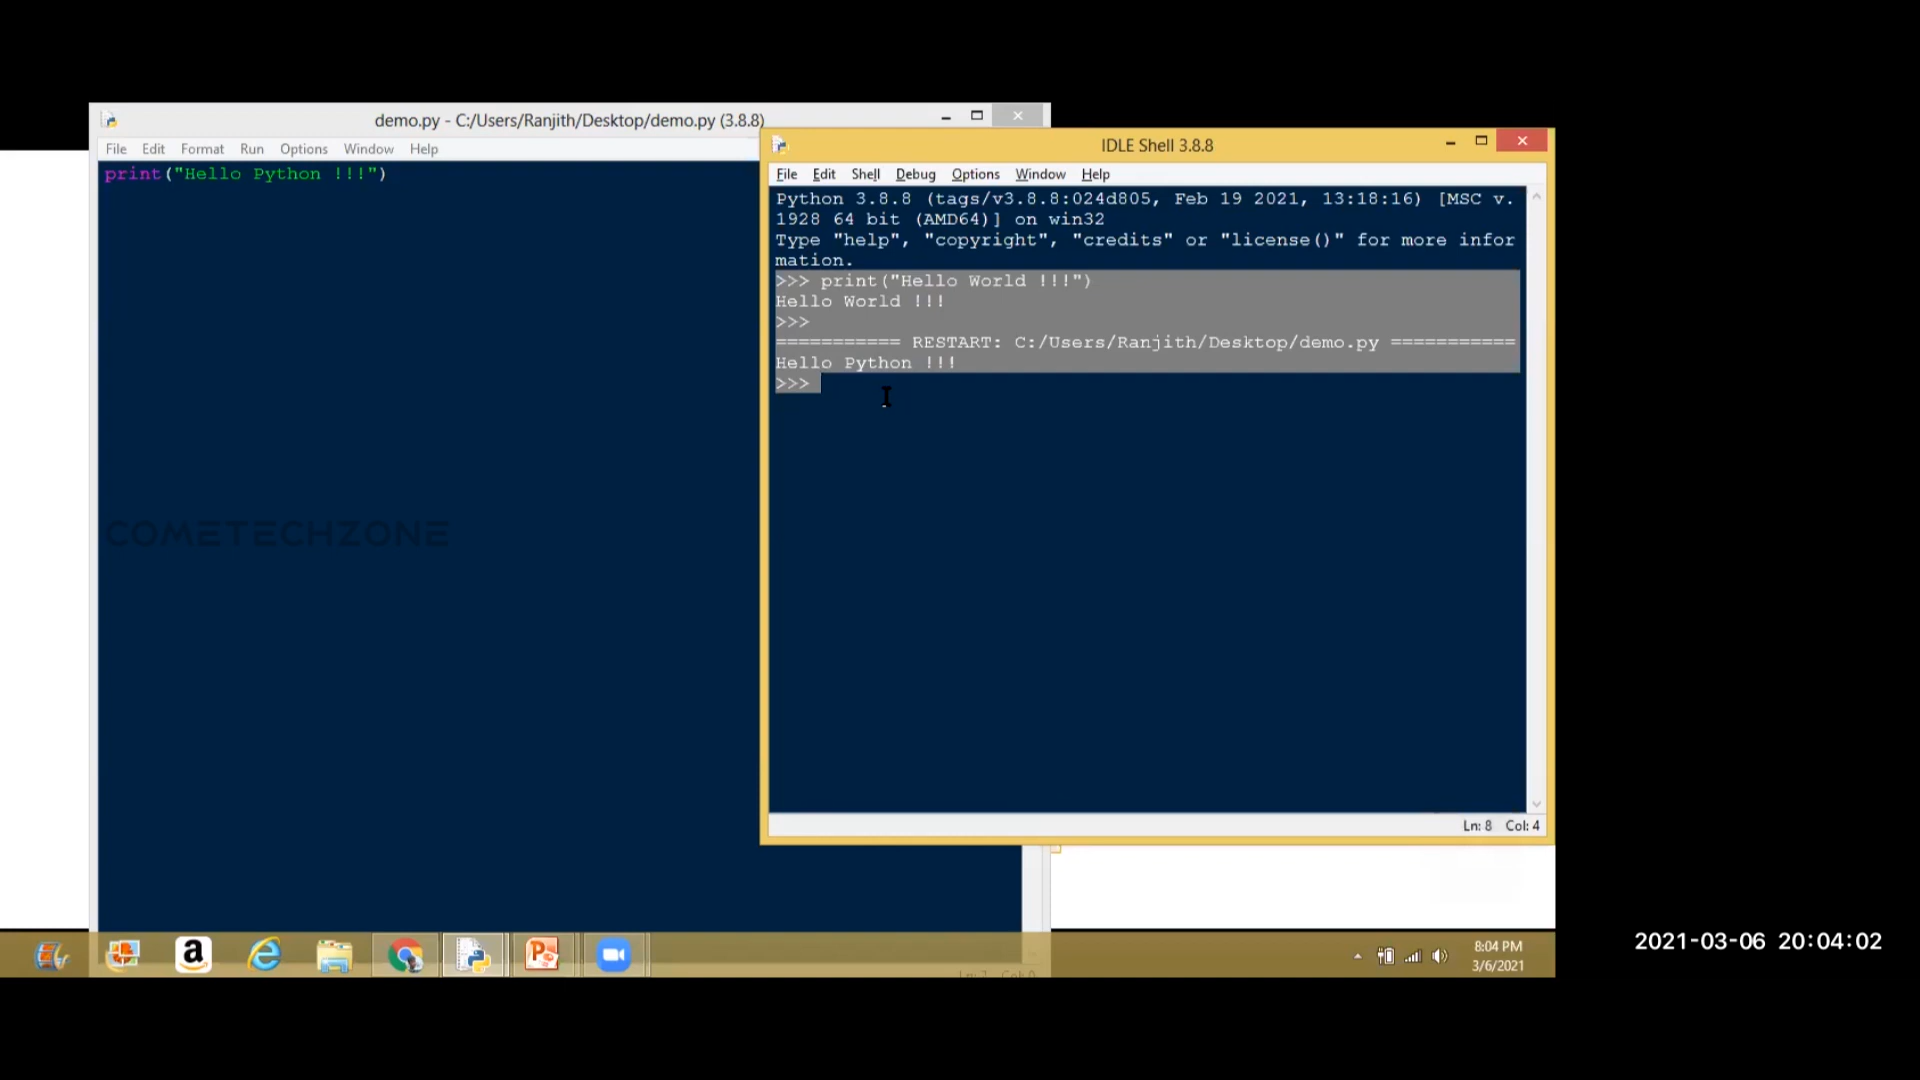 demo.py - C:/Users/Ranjith/Desktop/demo.py (3.8.8)
File Edit Format Run Options Window Help
print("Hello Python !!!")
COMETECHZONE
IDLE Shell 3.8.8
File Edit Shell Debug Options Window Help
Python 3.8.8 (tags/v3.8.8:024d805, Feb 19 2021, 13:18:16) [MSC v.
1928 64 bit (AMD64)] on win32
Type "help", "copyright", "credits" or "license()" for more infor
mation.
>>> print("Hello World !!!")
Hello World !!!
>>>
=========== RESTART: C:/Users/Ranjith/Desktop/demo.py ===========
Hello Python !!!
>>>
Ln: 8 Col: 4
a
P
8:04 PM
3/6/2021
2021-03-06 20:04:02